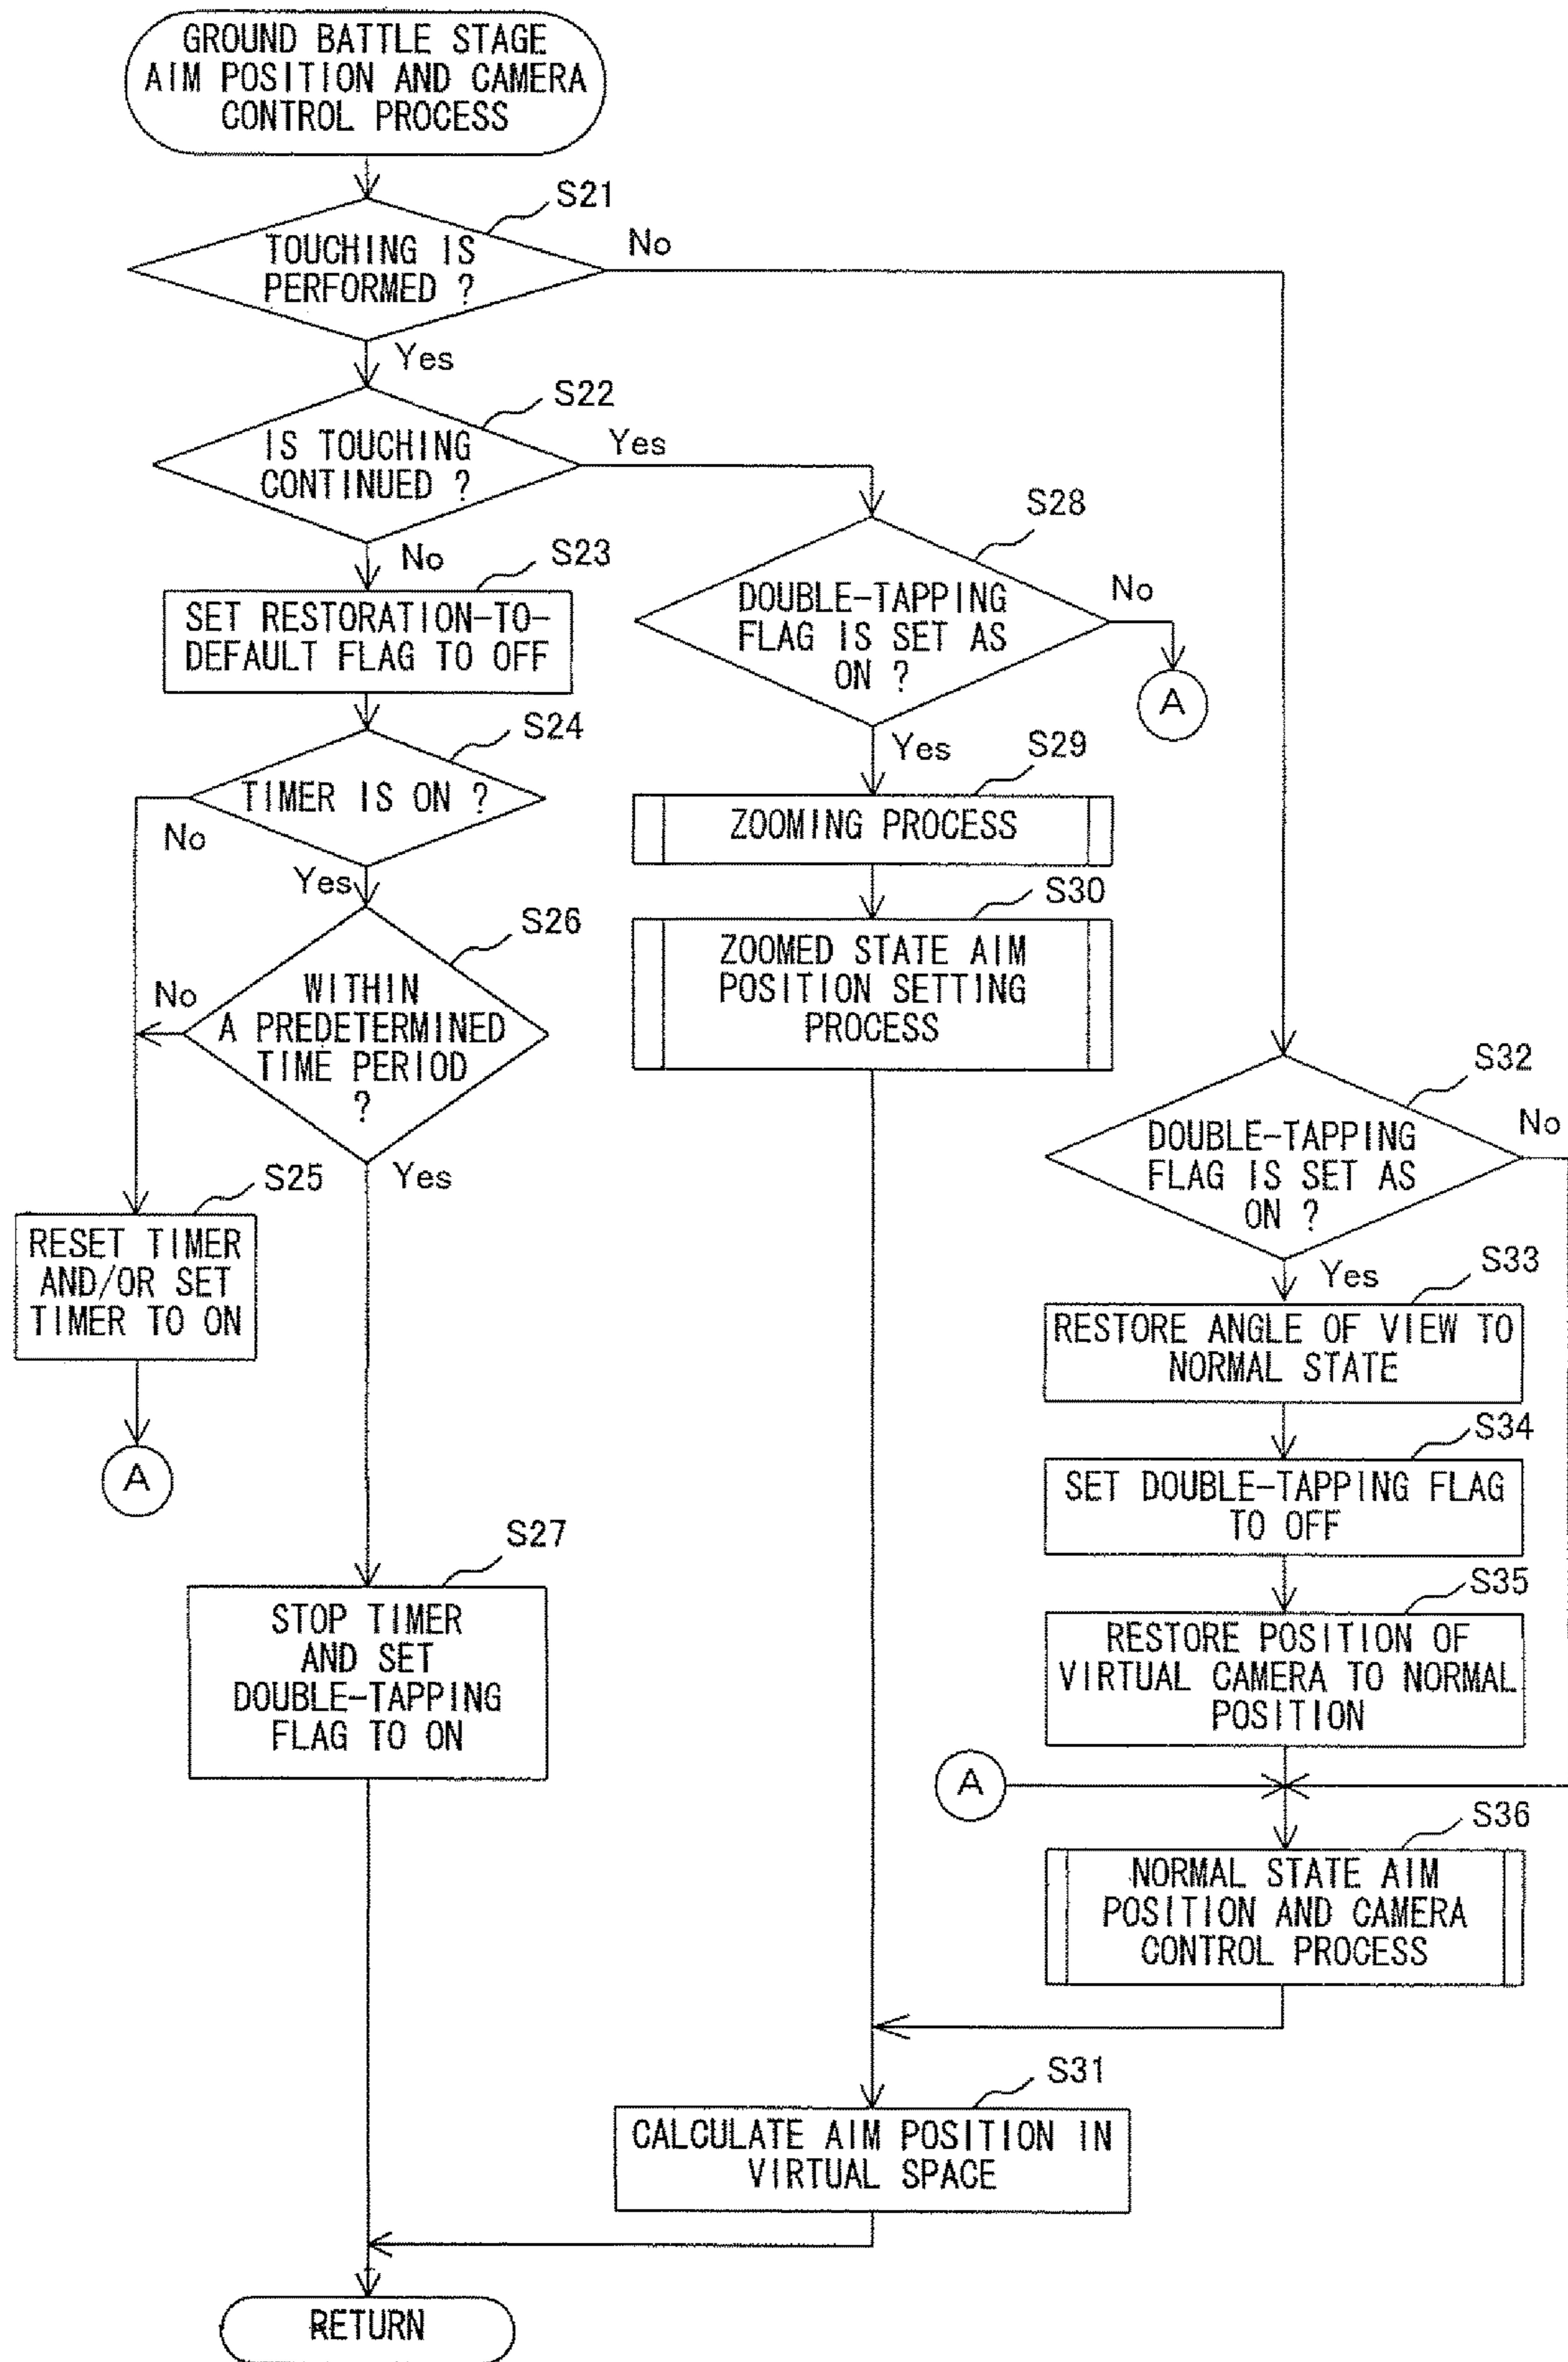 GROUND BATTLE STAGE
AIM POSITION AND CAMERA
CONTROL PROCESS
S21
TOUCHING IS
PERFORMED ?
No
Yes
S22
IS TOUCHING
CONTINUED ?
Yes
No
S23
SET RESTORATION-TO-
DEFAULT FLAG TO OFF
S24
TIMER IS ON ?
No
Yes
S26
WITHIN
A PREDETERMINED
TIME PERIOD
?
No
Yes
S25
RESET TIMER
AND/OR SET
TIMER TO ON
A
S27
STOP TIMER
AND SET
DOUBLE-TAPPING
FLAG TO ON
S28
DOUBLE-TAPPING
FLAG IS SET AS
ON ?
No
A
Yes
S29
ZOOMING PROCESS
S30
ZOOMED STATE AIM
POSITION SETTING
PROCESS
S32
DOUBLE-TAPPING
FLAG IS SET AS
ON ?
No
Yes
S33
RESTORE ANGLE OF VIEW TO
NORMAL STATE
S34
SET DOUBLE-TAPPING FLAG
TO OFF
S35
RESTORE POSITION OF
VIRTUAL CAMERA TO NORMAL
POSITION
A
S36
NORMAL STATE AIM
POSITION AND CAMERA
CONTROL PROCESS
S31
CALCULATE AIM POSITION IN
VIRTUAL SPACE
RETURN